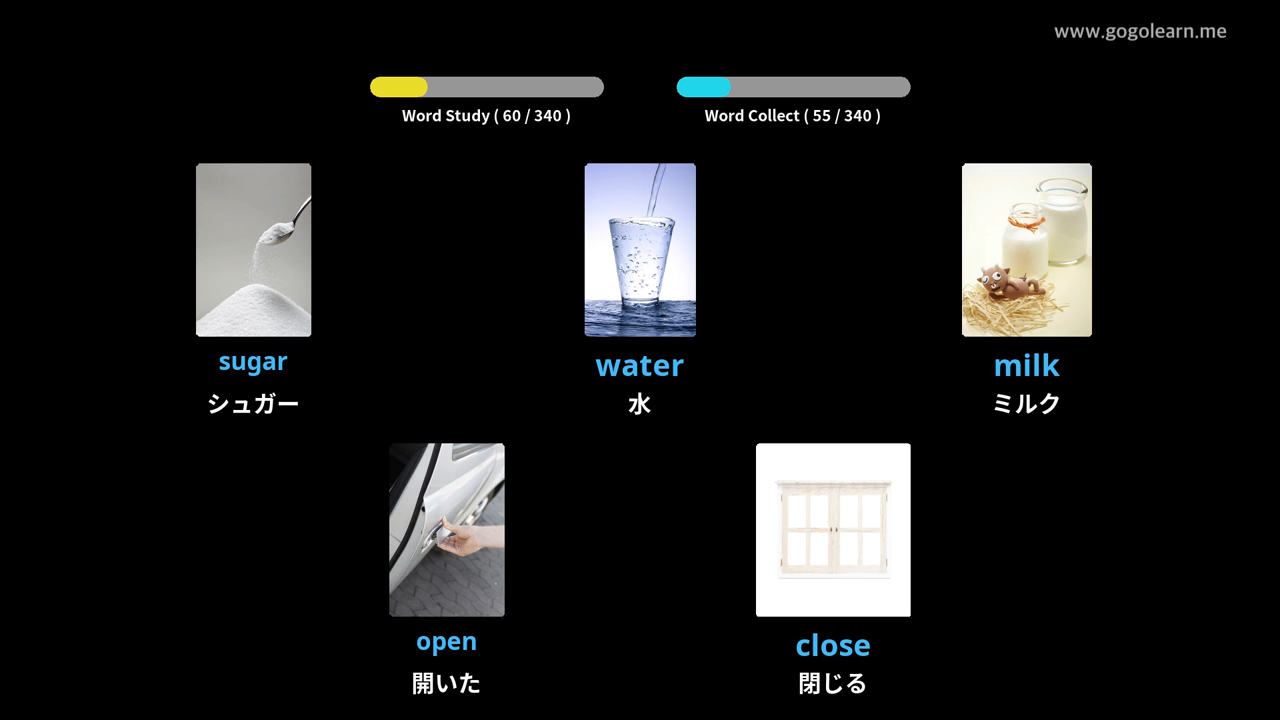 www.gogolearn.me
Word Study ( 60 / 340 )
Word Collect ( 55 / 340 )
sugar
シュガー
water
水
milk
ミルク
open
開いた
close
閉じる